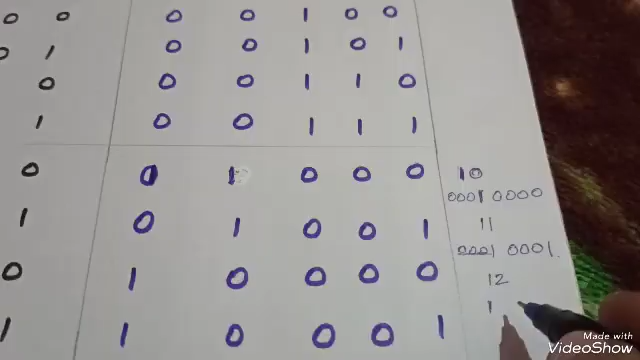 0 0 0 0 1 0 0
0 1 0 0 1 0 1
0 0 0 1 1 0
1 0 0 1 1 1
0 0 1 0 0 0 10
0001 0000
1 0 1 0 0 1 11
0001 0001.
0 1 0 0 0 0 12
1
1 1 0 0 0 1
Made with
VideoShow